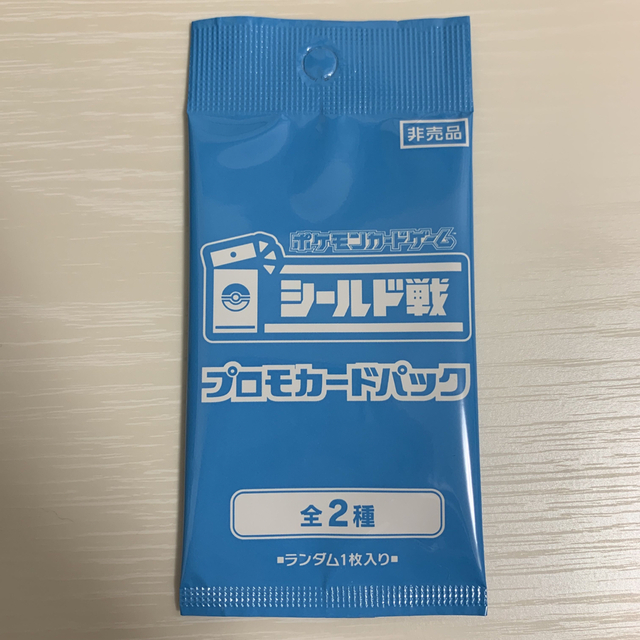 非売品
ポケモンカードゲーム
シールド戦
プロモカードパック
全2種
■ランダム1枚入り■